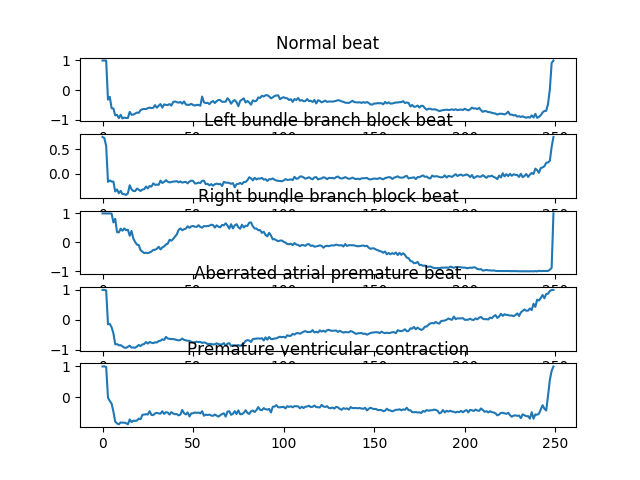 Normal beat
1
0
−1
Left bundle branch block beat
0.5
0.0
Right bundle branch block beat
1
0
−1
Aberrated atrial premature beat
1
0
−1
Premature ventricular contraction
1
0
0 50 100 150 200 250